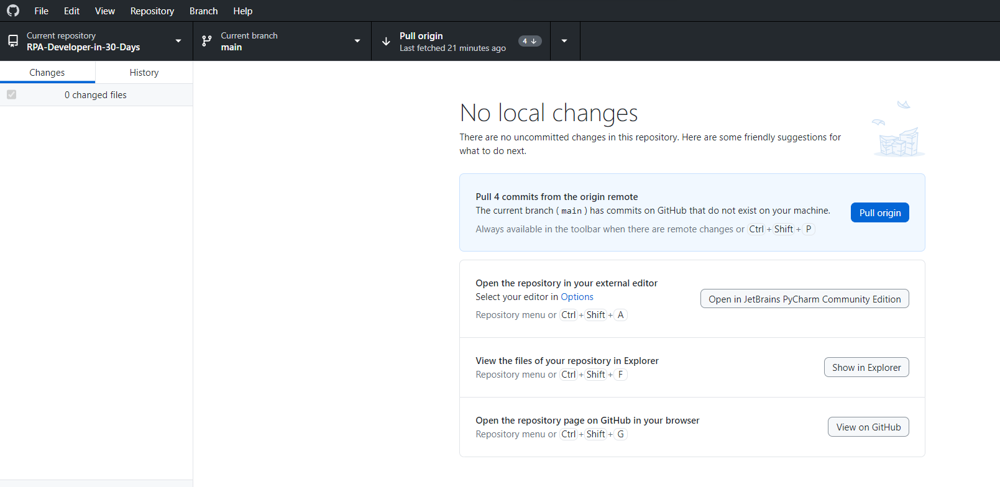 File Edit View Repository Branch Help
Current repository
RPA-Developer-in-30-Days
Current branch
main
Pull origin
Last fetched 21 minutes ago
4
Changes History
0 changed files
No local changes
There are no uncommitted changes in this repository. Here are some friendly suggestions for
what to do next.
Pull 4 commits from the origin remote
The current branch ( main ) has commits on GitHub that do not exist on your machine.
Always available in the toolbar when there are remote changes or Ctrl + Shift + P
Pull origin
Open the repository in your external editor
Select your editor in Options
Repository menu or Ctrl + Shift + A
Open in JetBrains PyCharm Community Edition
View the files of your repository in Explorer
Repository menu or Ctrl + Shift + F
Show in Explorer
Open the repository page on GitHub in your browser
Repository menu or Ctrl + Shift + G
View on GitHub